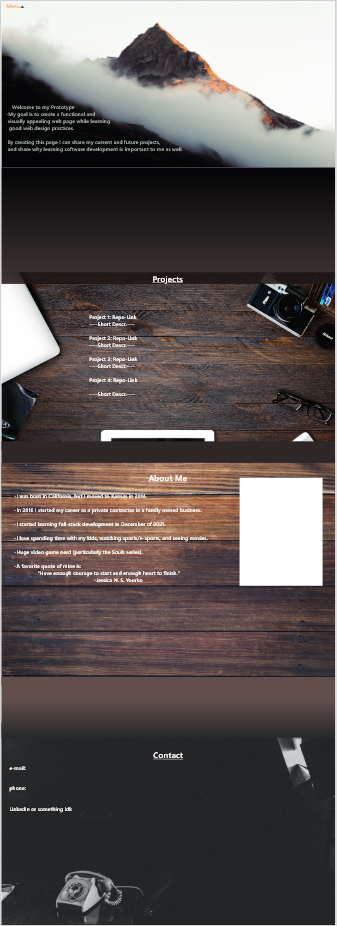 Menu
Welcome to my Prototype
-My goal is to create a functional and
visually appealing web page while learning
good web design practices.
By creating this page I can share my current and future projects,
and share why learning software development is important to me as well.
Projects
Project 1: Repo-Link
-----Short Descr.-----
Project 2: Repo-Link
-----Short Descr.-----
Project 3: Repo-Link
-----Short Descr.-----
Project 4: Repo-Link
-----Short Descr.-----
About Me
-I was born in California, but I moved to Kansas in 2014.
-In 2016 I started my career as a private contractor in a family owned business.
-I started learning full-stack development in December of 2021.
-I love spending time with my kids, watching sports/e-sports, and seeing movies.
-Huge video game nerd (particularly the Souls series).
-A favorite quote of mine is:
"Have enough courage to start and enough heart to finish."
-Jessica N. S. Yourko
Contact
e-mail:
phone:
Linkedin or something idk